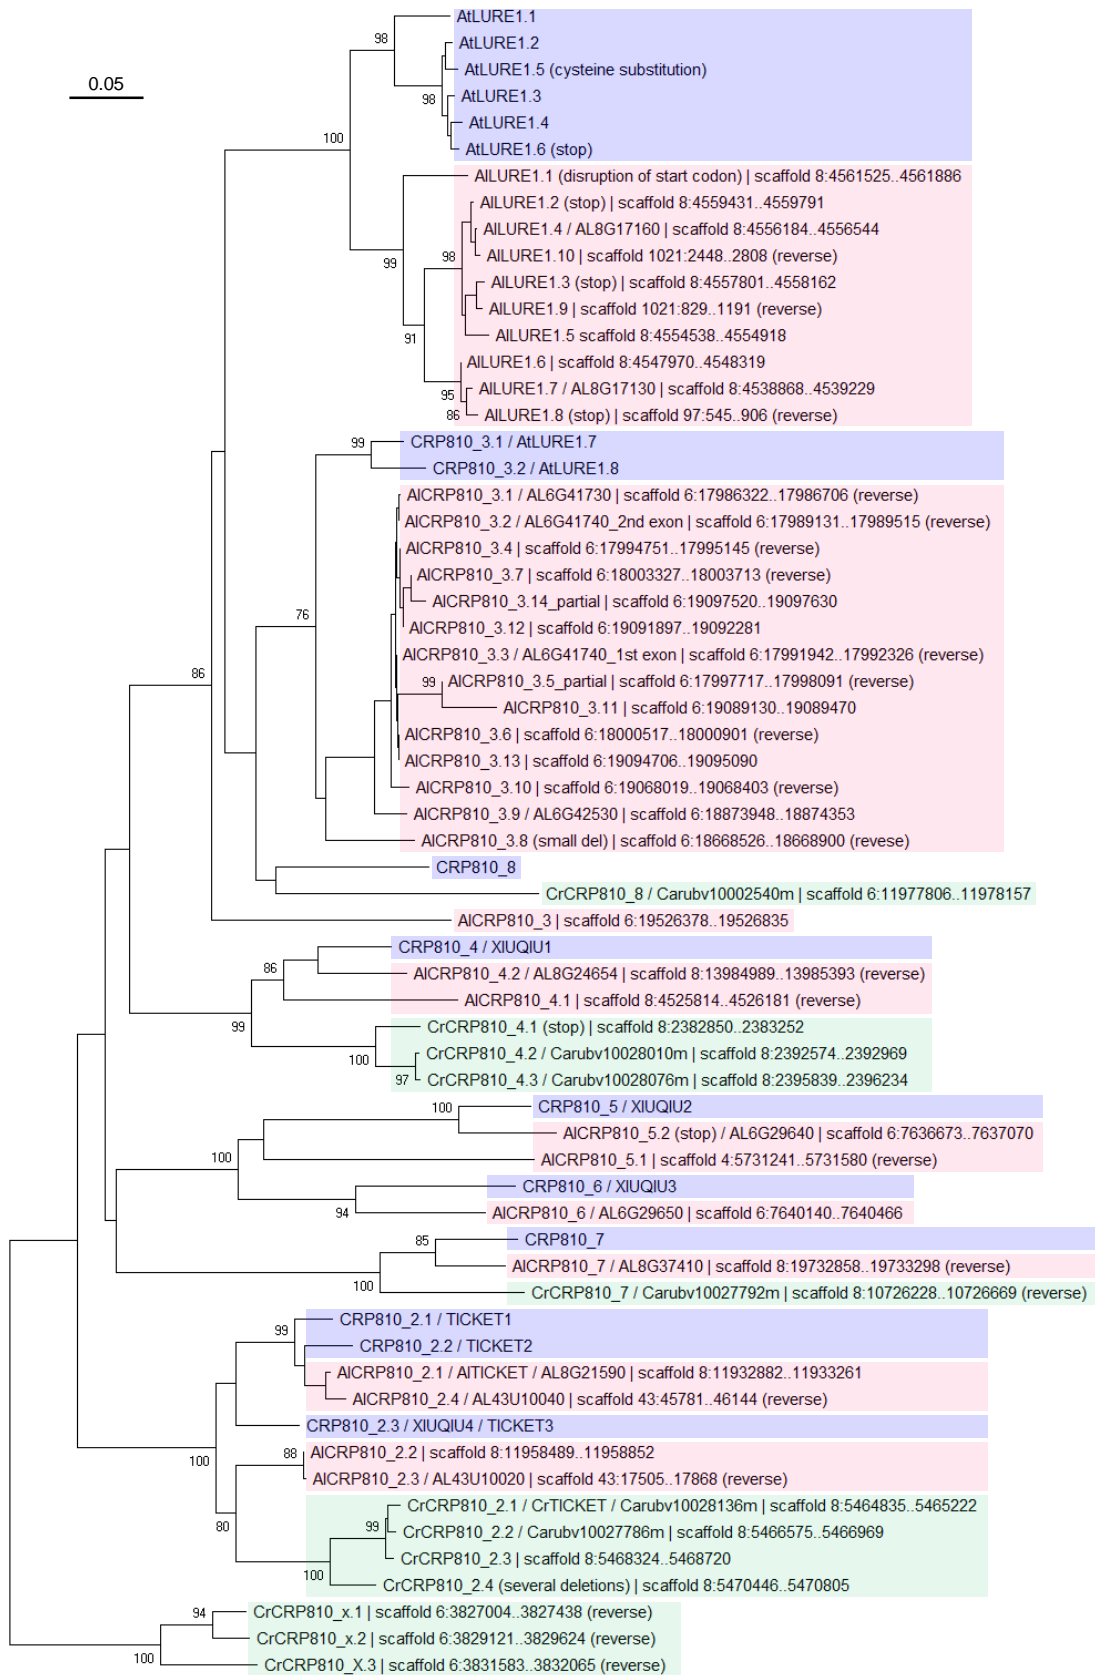 AtLURE1.1
98
AtLURE1.2
AtLURE1.5 (cysteine substitution)
0.05
98
AtLURE1.3
AtLURE1.4
100
AtLURE1.6 (stop)
AlLURE1.1 (disruption of start codon) | scaffold 8:4561525..4561886
AlLURE1.2 (stop) | scaffold 8:4559431..4559791
AlLURE1.4 / AL8G17160 | scaffold 8:4556184..4556544
99
98
AlLURE1.10 | scaffold 1021:2448..2808 (reverse)
AlLURE1.3 (stop) | scaffold 8:4557801..4558162
AlLURE1.9 | scaffold 1021:829..1191 (reverse)
91
AlLURE1.5 scaffold 8:4554538..4554918
AlLURE1.6 | scaffold 8:4547970..4548319
95
AlLURE1.7 / AL8G17130 | scaffold 8:4538868..4539229
86
AlLURE1.8 (stop) | scaffold 97:545..906 (reverse)
99
CRP810_3.1 / AtLURE1.7
CRP810_3.2 / AtLURE1.8
AlCRP810_3.1 / AL6G41730 | scaffold 6:17986322..17986706 (reverse)
AlCRP810_3.2 / AL6G41740_2nd exon | scaffold 6:17989131..17989515 (reverse)
AlCRP810_3.4 | scaffold 6:17994751..17995145 (reverse)
AlCRP810_3.7 | scaffold 6:18003327..18003713 (reverse)
AlCRP810_3.14_partial | scaffold 6:19097520..19097630
76
AlCRP810_3.12 | scaffold 6:19091897..19092281
AlCRP810_3.3 / AL6G41740_1st exon | scaffold 6:17991942..17992326 (reverse)
86
99
AlCRP810_3.5_partial | scaffold 6:17997717..17998091 (reverse)
AlCRP810_3.11 | scaffold 6:19089130..19089470
AlCRP810_3.6 | scaffold 6:18000517..18000901 (reverse)
AlCRP810_3.13 | scaffold 6:19094706..19095090
AlCRP810_3.10 | scaffold 6:19068019..19068403 (reverse)
AlCRP810_3.9 / AL6G42530 | scaffold 6:18873948..18874353
AlCRP810_3.8 (small del) | scaffold 6:18668526..18668900 (revese)
CRP810_8
CrCRP810_8 / Carubv10002540m | scaffold 6:11977806..11978157
AlCRP810_3 | scaffold 6:19526378..19526835
CRP810_4 / XIUQIU1
86
AlCRP810_4.2 / AL8G24654 | scaffold 8:13984989..13985393 (reverse)
AlCRP810_4.1 | scaffold 8:4525814..4526181 (reverse)
99
CrCRP810_4.1 (stop) | scaffold 8:2382850..2383252
100
CrCRP810_4.2 / Carubv10028010m | scaffold 8:2392574..2392969
97
CrCRP810_4.3 / Carubv10028076m | scaffold 8:2395839..2396234
100
CRP810_5 / XIUQIU2
AlCRP810_5.2 (stop) / AL6G29640 | scaffold 6:7636673..7637070
100
AlCRP810_5.1 | scaffold 4:5731241..5731580 (reverse)
CRP810_6 / XIUQIU3
94
AlCRP810_6 / AL6G29650 | scaffold 6:7640140..7640466
85
CRP810_7
AlCRP810_7 / AL8G37410 | scaffold 8:19732858..19733298 (reverse)
100
CrCRP810_7 / Carubv10027792m | scaffold 8:10726228..10726669 (reverse)
CRP810_2.1 / TICKET1
99
CRP810_2.2 / TICKET2
AlCRP810_2.1 / AlTICKET / AL8G21590 | scaffold 8:11932882..11933261
AlCRP810_2.4 / AL43U10040 | scaffold 43:45781..46144 (reverse)
CRP810_2.3 / XIUQIU4 / TICKET3
100
88
AlCRP810_2.2 | scaffold 8:11958489..11958852
AlCRP810_2.3 / AL43U10020 | scaffold 43:17505..17868 (reverse)
CrCRP810_2.1 / CrTICKET / Carubv10028136m | scaffold 8:5464835..5465222
80
99
CrCRP810_2.2 / Carubv10027786m | scaffold 8:5466575..5466969
CrCRP810_2.3 | scaffold 8:5468324..5468720
100
CrCRP810_2.4 (several deletions) | scaffold 8:5470446..5470805
94
CrCRP810_x.1 | scaffold 6:3827004..3827438 (reverse)
CrCRP810_x.2 | scaffold 6:3829121..3829624 (reverse)
100
CrCRP810_X.3 | scaffold 6:3831583..3832065 (reverse)